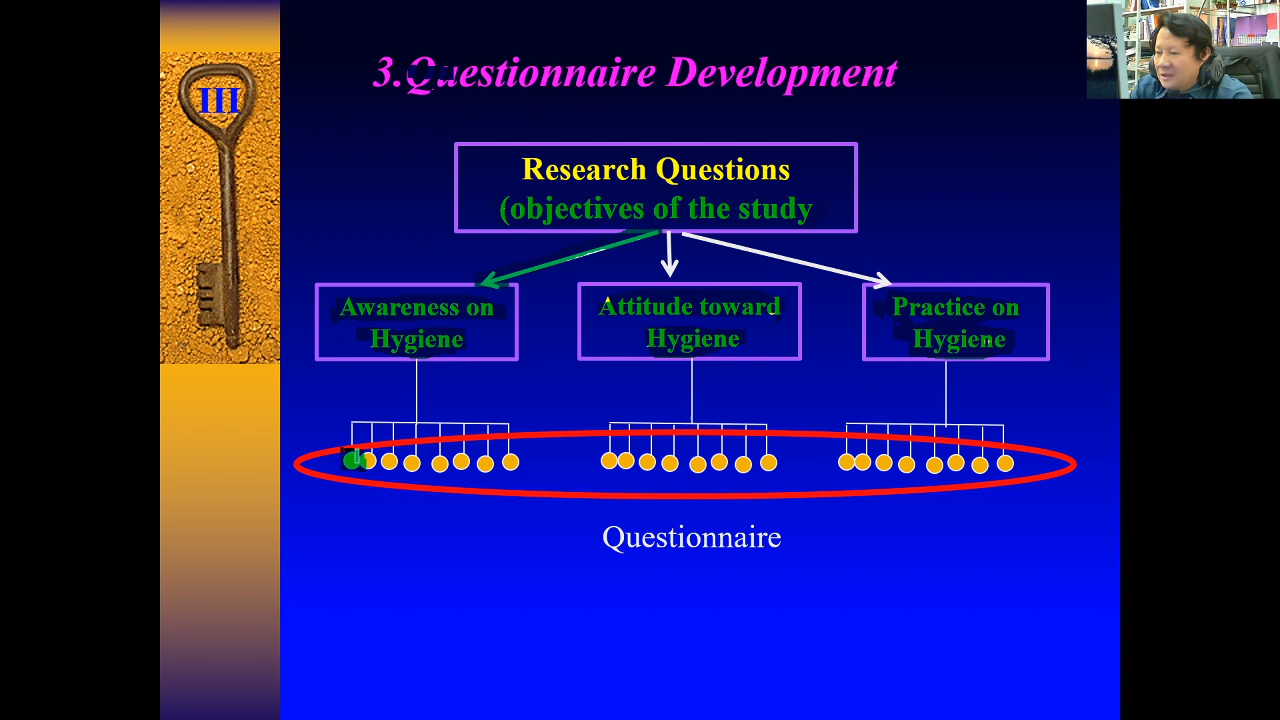 3.Questionnaire Development
III
Research Questions
(objectives of the study
Awareness on
Hygiene
Attitude toward
Hygiene
Practice on
Hygiene
Questionnaire